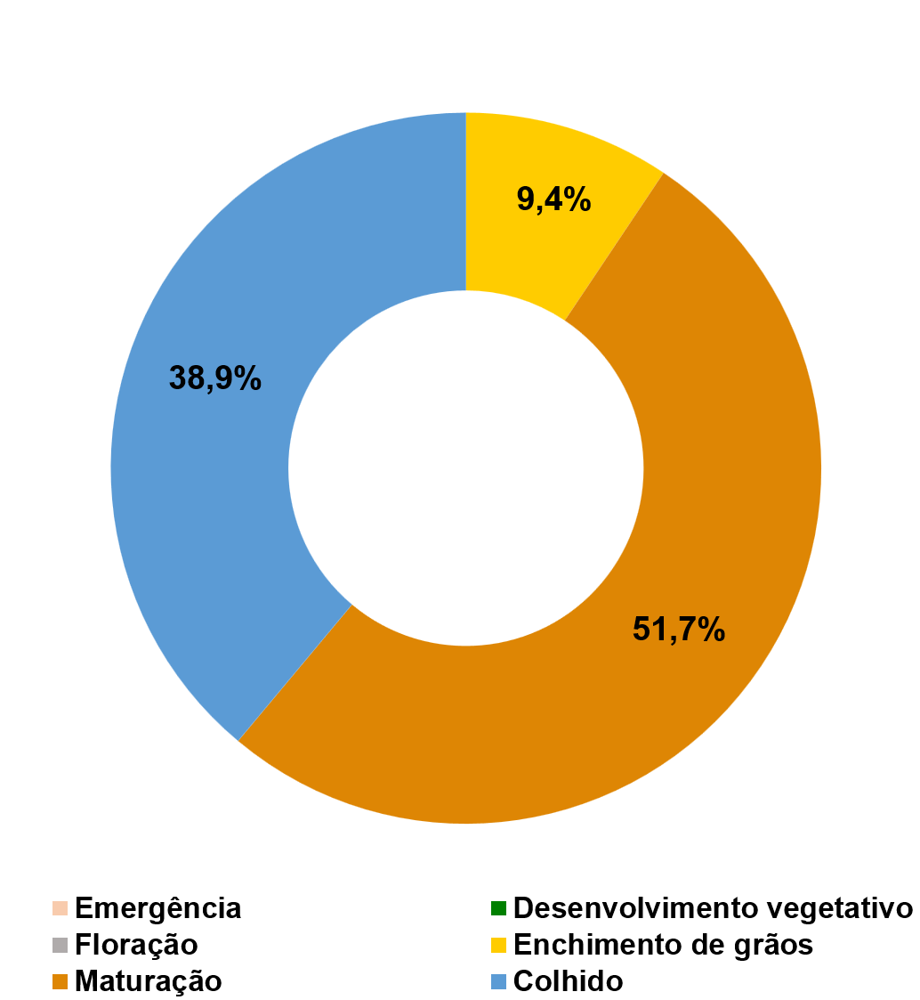 9,4%
38,9%
51,7%
Emergência
Desenvolvimento vegetativo
Floração
Enchimento de grãos
Maturação
Colhido